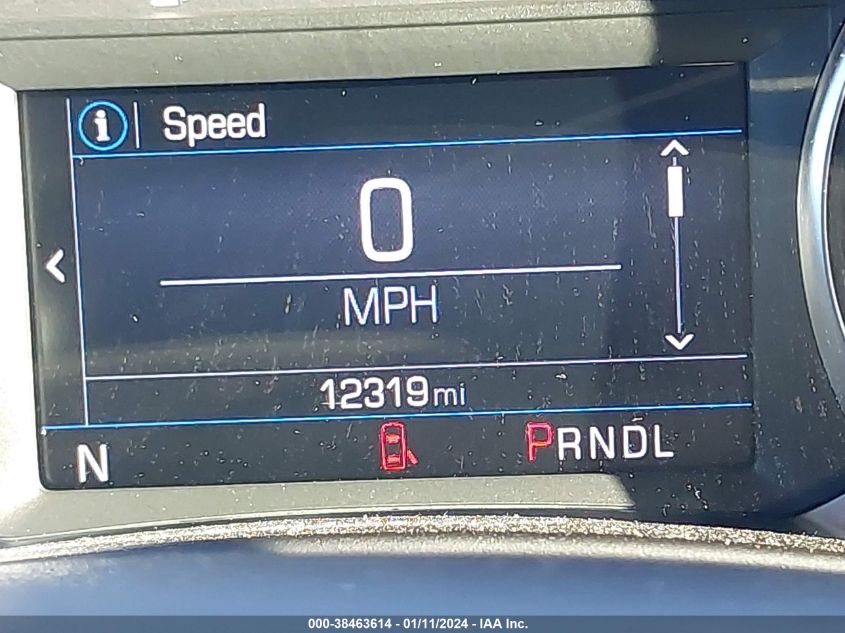 i Speed
0
MPH
12319mi
N PRNDL
000-38463614 - 01/11/2024 - IAA Inc.